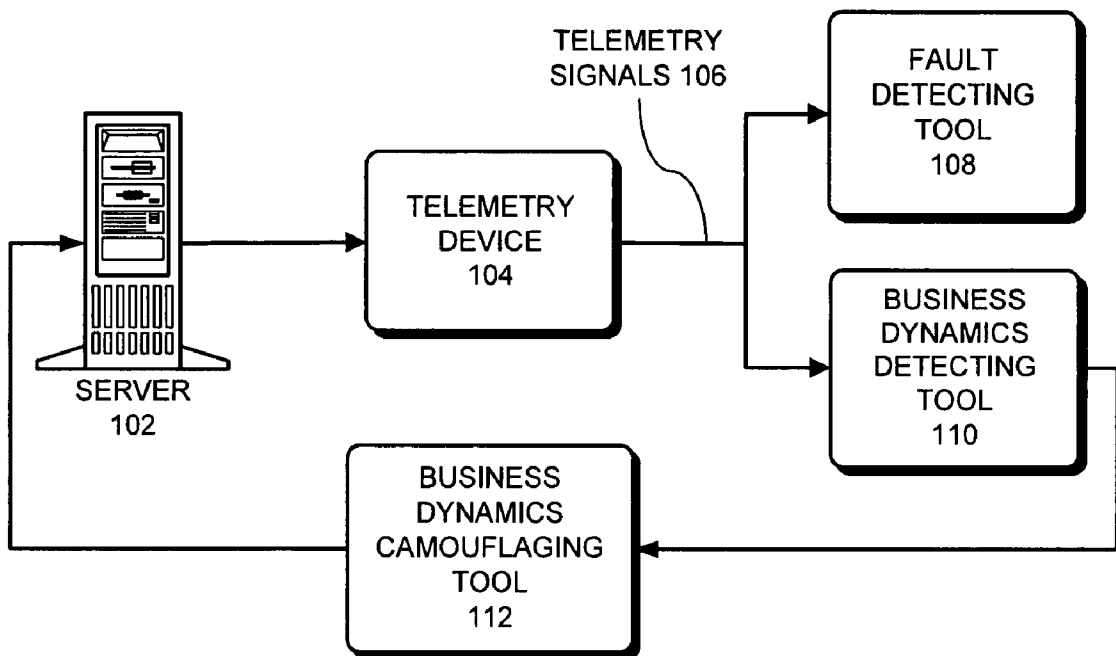 TELEMETRY
SIGNALS 106
FAULT
DETECTING
TOOL
108
TELEMETRY
DEVICE
104
BUSINESS
DYNAMICS
DETECTING
TOOL
110
SERVER
102
BUSINESS
DYNAMICS
CAMOUFLAGING
TOOL
112